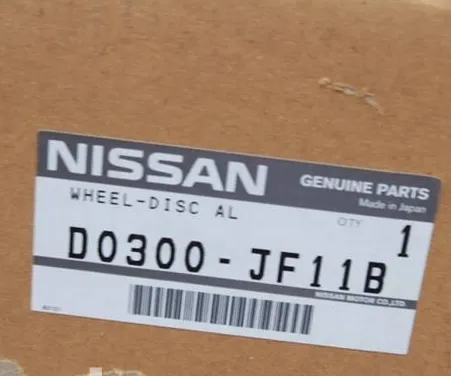 NISSAN
GENUINE PARTS
Made in Japan
WHEEL-DISC AL
QTY 1
D0300-JF11B
NISSAN MOTOR CO.,LTD.